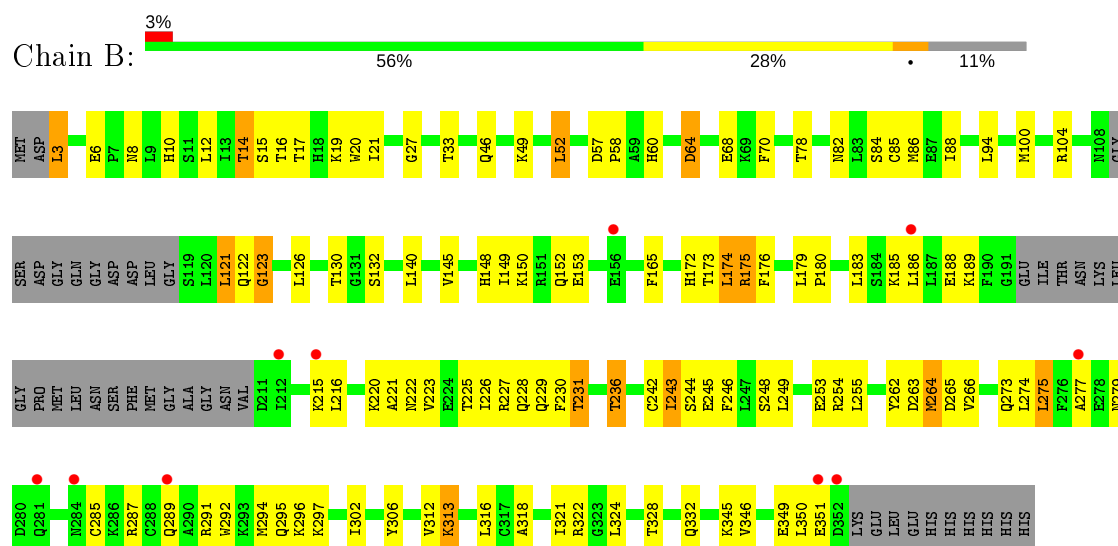 3%
Chain B:
56% 28% • 11%
MET ASP L3 E6 P7 N8 L9 H10 S11 L12 I13 T14 S15 T16 T17 H18 K19 W20 I21 G27 T33 Q46 K49 L52 D57 P58 A59 H60 D64 E68 K69 F70 T78 N82 L83 S84 C85 M86 E87 I88 L94 M100 R104 N108 GLY
SER ASP GLY GLN GLY ASP ASP LEU GLY S119 L120 L121 Q122 G123 L126 T130 G131 S132 L140 V145 H148 I149 K150 R151 Q152 E153 E156 F165 H172 T173 L174 R175 F176 L179 P180 L183 S184 K185 L186 L187 E188 K189 F190 G191 GLU ILE THR ASN LYS LEU
GLY PRO MET LEU ASN SER PHE MET GLY ALA GLY ASN VAL D211 I212 K215 L216 K220 A221 N222 V223 E224 T225 I226 R227 Q228 Q229 F230 T231 T236 C242 I243 S244 E245 F246 L247 S248 L249 E253 R254 L255 Y262 D263 M264 D265 V266 Q273 L274 L275 F276 A277 E278 N279
D280 Q281 N284 C285 K286 R287 C288 Q289 A290 R291 W292 K293 M294 Q295 K296 K297 I302 Y306 V312 K313 L316 C317 A318 I321 R322 G323 L324 T328 Q332 K345 V346 E349 L350 E351 D352 LYS GLU LEU GLU HIS HIS HIS HIS HIS HIS